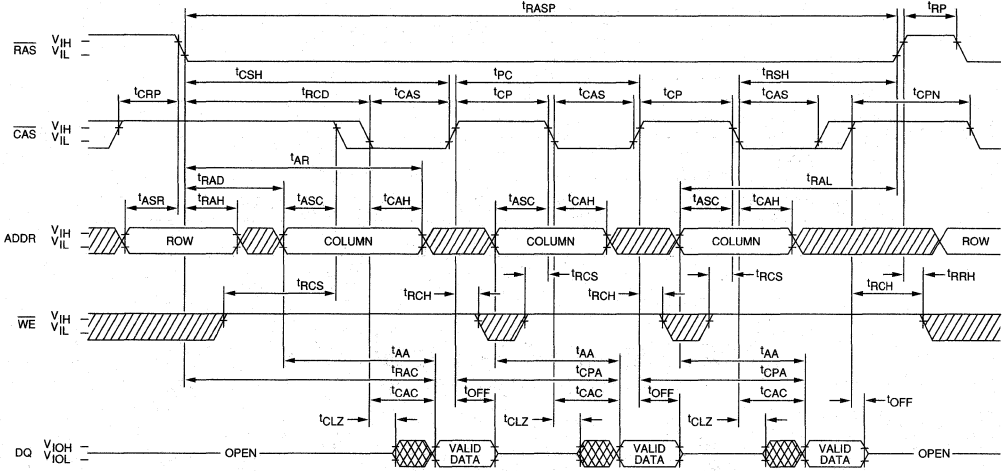 tRASP tRP
RAS VIH
VIL
tCSH tPC tRSH
tCRP tRCD tCAS tCP tCAS tCP tCAS tCPN
CAS VIH
VIL
tAR
tRAD tRAL
tASR tRAH tASC tCAH tASC tCAH tASC tCAH
ADDR VIH
VIL
ROW COLUMN COLUMN COLUMN ROW
tRCS tRCH tRCS tRCH tRCS tRCH tRRH
WE VIH
VIL
tAA tAA tAA
tRAC tCPA tCPA
tCAC tOFF tCAC tOFF tCAC tOFF
tCLZ tCLZ tCLZ
DQ VIOH
VIOL
OPEN VALID DATA VALID DATA VALID DATA OPEN